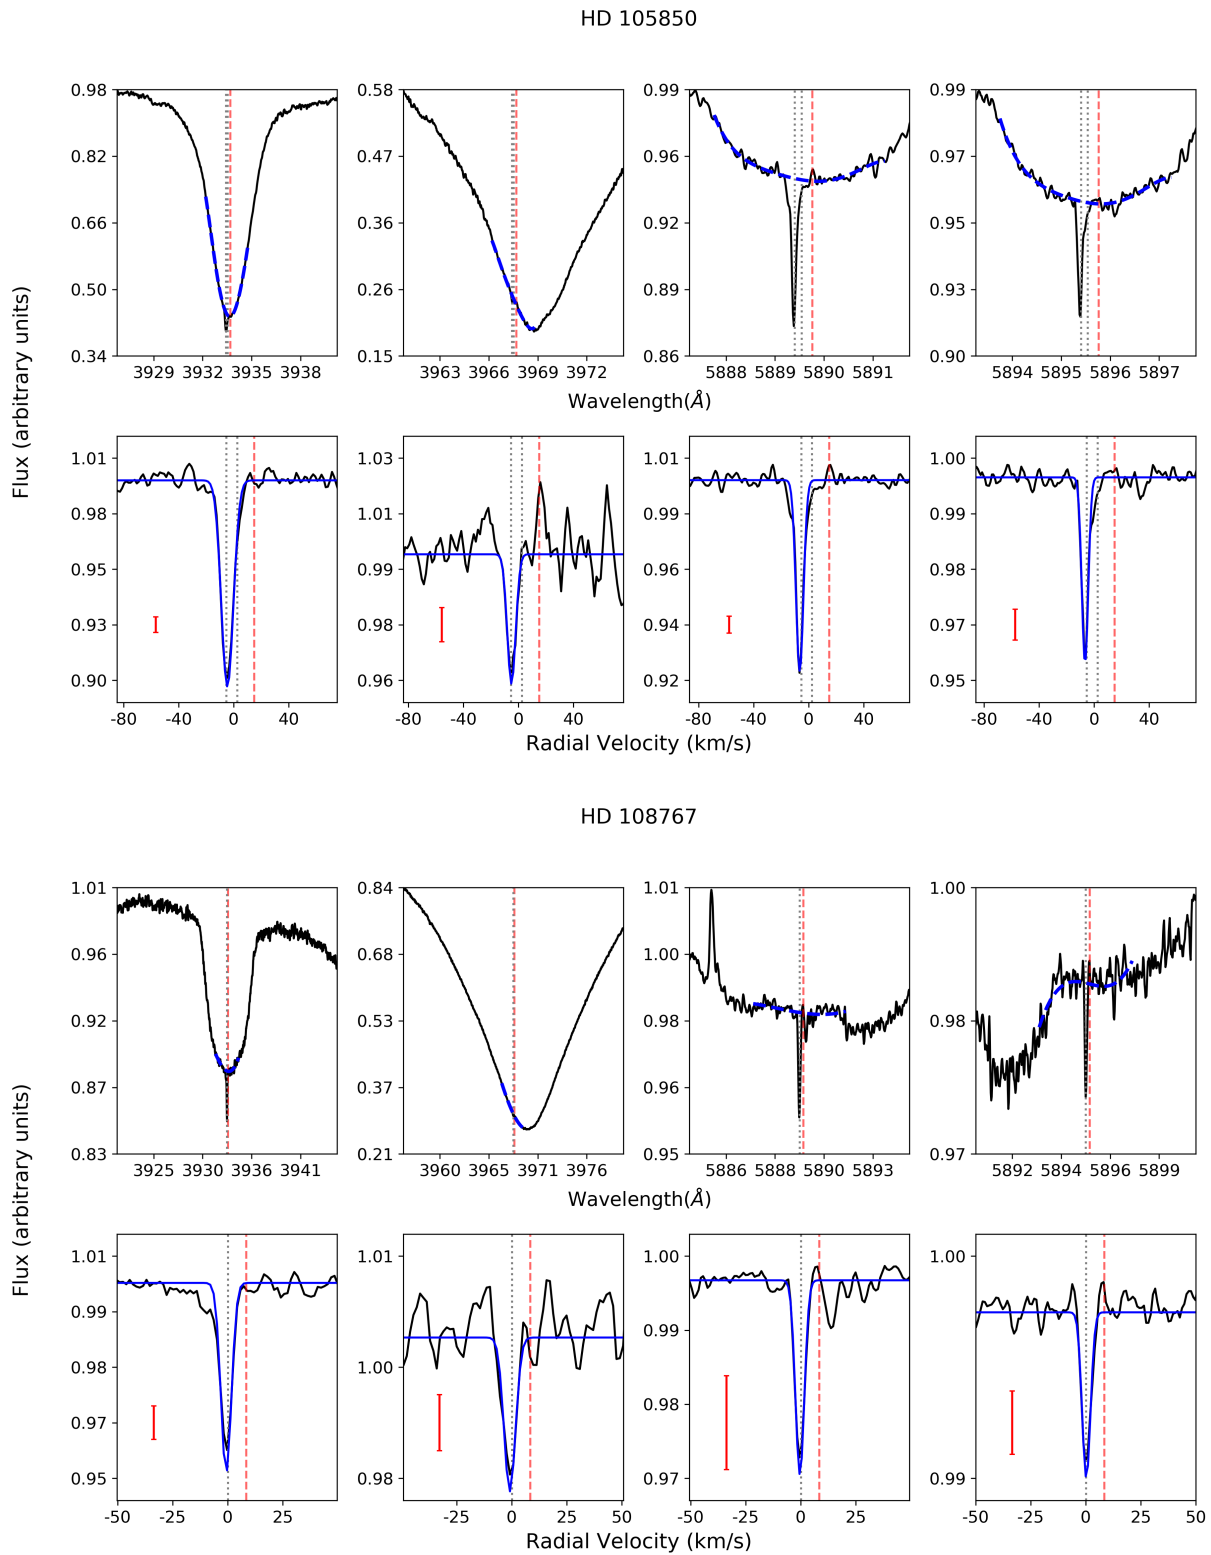 HD 105850
Flux (arbitrary units)
0.98 0.82 0.66 0.50 0.34
3929 3932 3935 3938
0.58 0.47 0.36 0.26 0.15
3963 3966 3969 3972
0.99 0.96 0.92 0.89 0.86
5888 5889 5890 5891
0.99 0.97 0.95 0.93 0.90
5894 5895 5896 5897
Wavelength(Å)
1.01 0.98 0.95 0.93 0.90
-80 -40 0 40
1.03 1.01 0.99 0.98 0.96
-80 -40 0 40
1.01 0.99 0.96 0.94 0.92
-80 -40 0 40
1.00 0.99 0.98 0.97 0.95
-80 -40 0 40
Radial Velocity (km/s)
HD 108767
Flux (arbitrary units)
1.01 0.96 0.92 0.87 0.83
3925 3930 3936 3941
0.84 0.68 0.53 0.37 0.21
3960 3965 3971 3976
1.01 1.00 0.98 0.96 0.95
5886 5888 5890 5893
1.00 0.98 0.97
5892 5894 5896 5899
Wavelength(Å)
1.01 0.99 0.98 0.97 0.95
-50 -25 0 25
1.01 1.00 0.98
-25 0 25 50
1.00 0.99 0.98 0.97
-50 -25 0 25
1.00 0.99
-50 -25 0 25 50
Radial Velocity (km/s)